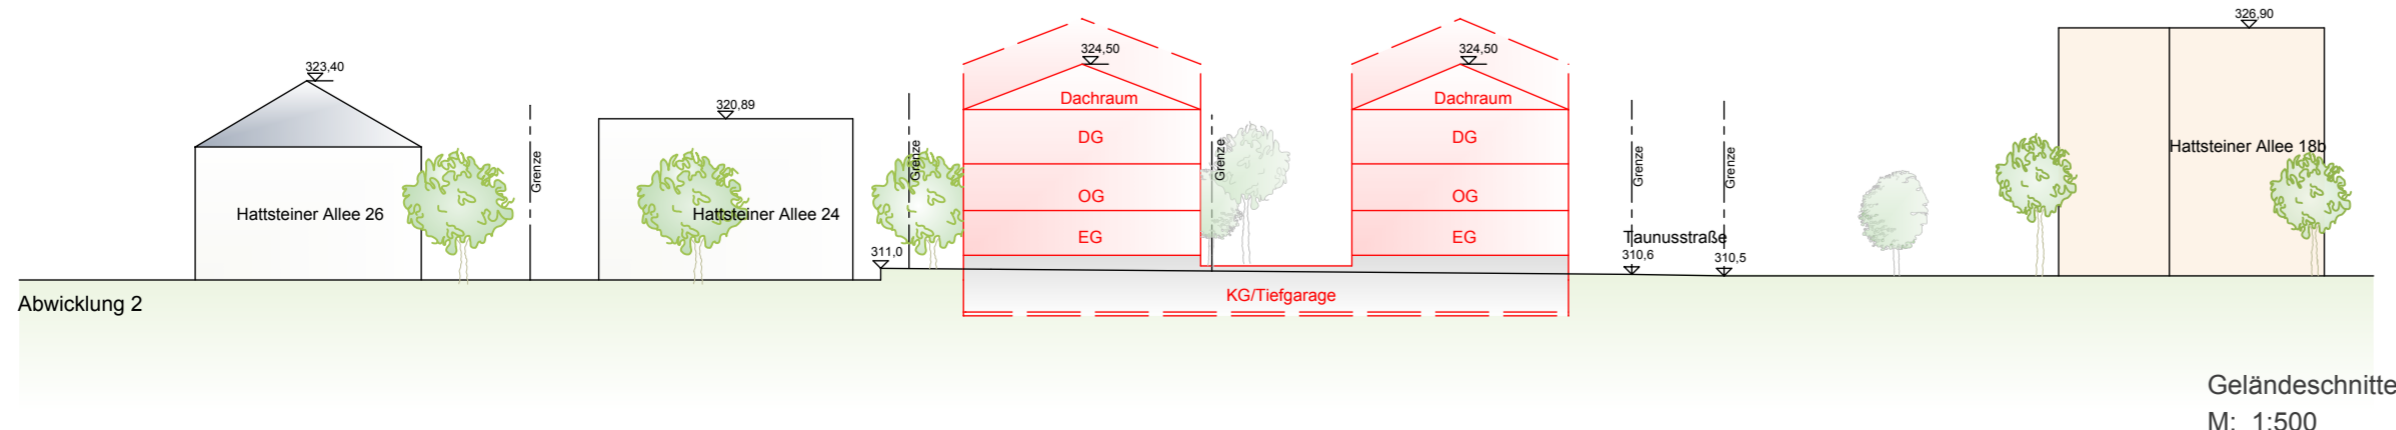 326,90
323,40
324,50
324,50
320,89
Dachraum
Dachraum
DG
DG
Grenze
Grenze
Grenze
Grenze
Grenze
Hattsteiner Allee 18b
OG
OG
Hattsteiner Allee 26
Hattsteiner Allee 24
EG
EG
Taunusstraße
311,0
310,6
310,5
KG/Tiefgarage
Abwicklung 2
Geländeschnitte
M: 1:500